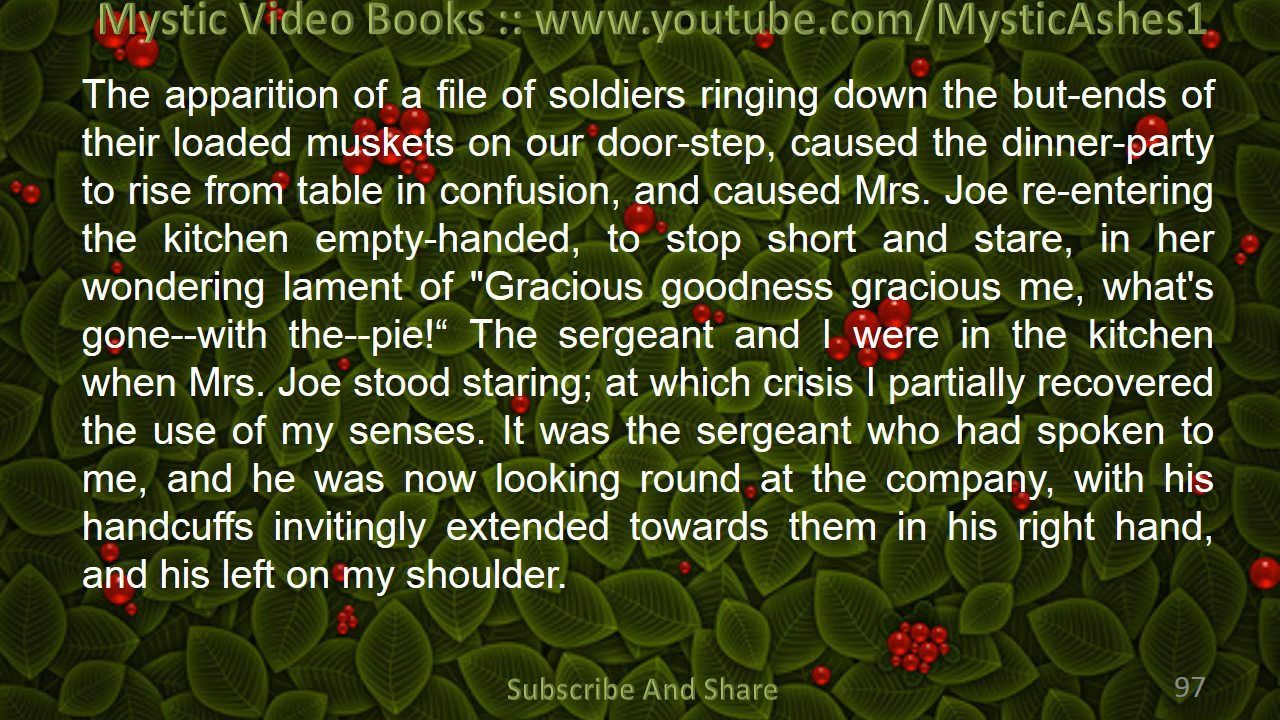 Mystic Video Books :: www.youtube.com/MysticAshes1
The apparition of a file of soldiers ringing down the but-ends of
their loaded muskets on our door-step, caused the dinner-party
to rise from table in confusion, and caused Mrs. Joe re-entering
the kitchen empty-handed, to stop short and stare, in her
wondering lament of "Gracious goodness gracious me, what's
gone--with the--pie!“ The sergeant and I were in the kitchen
when Mrs. Joe stood staring; at which crisis I partially recovered
the use of my senses. It was the sergeant who had spoken to
me, and he was now looking round at the company, with his
handcuffs invitingly extended towards them in his right hand,
and his left on my shoulder.
Subscribe And Share
97